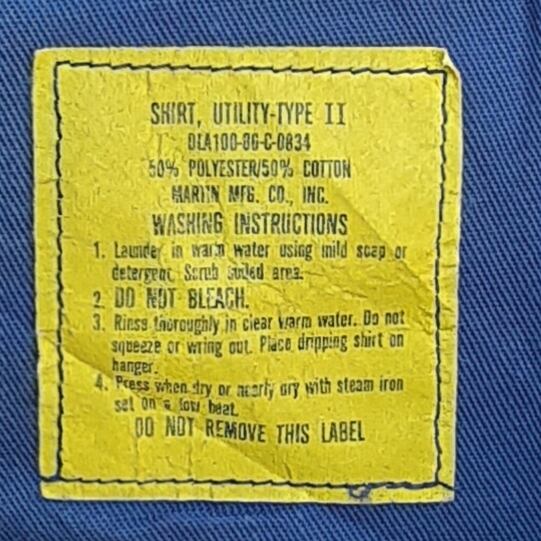 SHIRT, UTILITY-TYPE II
DLA100-86-C-0834
50% POLYESTER/50% COTTON
MARTIN MFG. CO., INC.
WASHING INSTRUCTIONS
1. Launder in warm water using mild soap or
detergent. Scrub soiled area.
2. DO NOT BLEACH.
3. Rinse thoroughly in clear warm water. Do not
squeeze or wring out. Place dripping shirt on
hanger.
4. Press when dry or nearly dry with steam iron
set on a low heat.
DO NOT REMOVE THIS LABEL